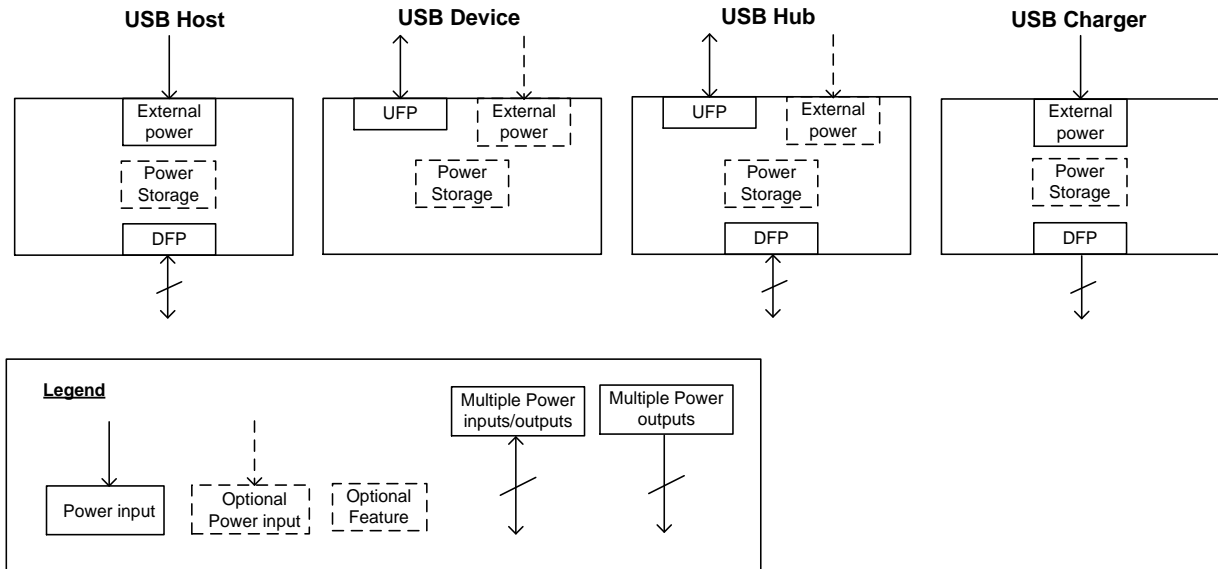 USB Host
USB Device
USB Hub
USB Charger
External
power
Power
Storage
DFP
UFP
External
power
Power
Storage
UFP
External
power
Power
Storage
DFP
External
power
Power
Storage
DFP
Legend
Power input
Optional
Power input
Optional
Feature
Multiple Power
inputs/outputs
Multiple Power
outputs